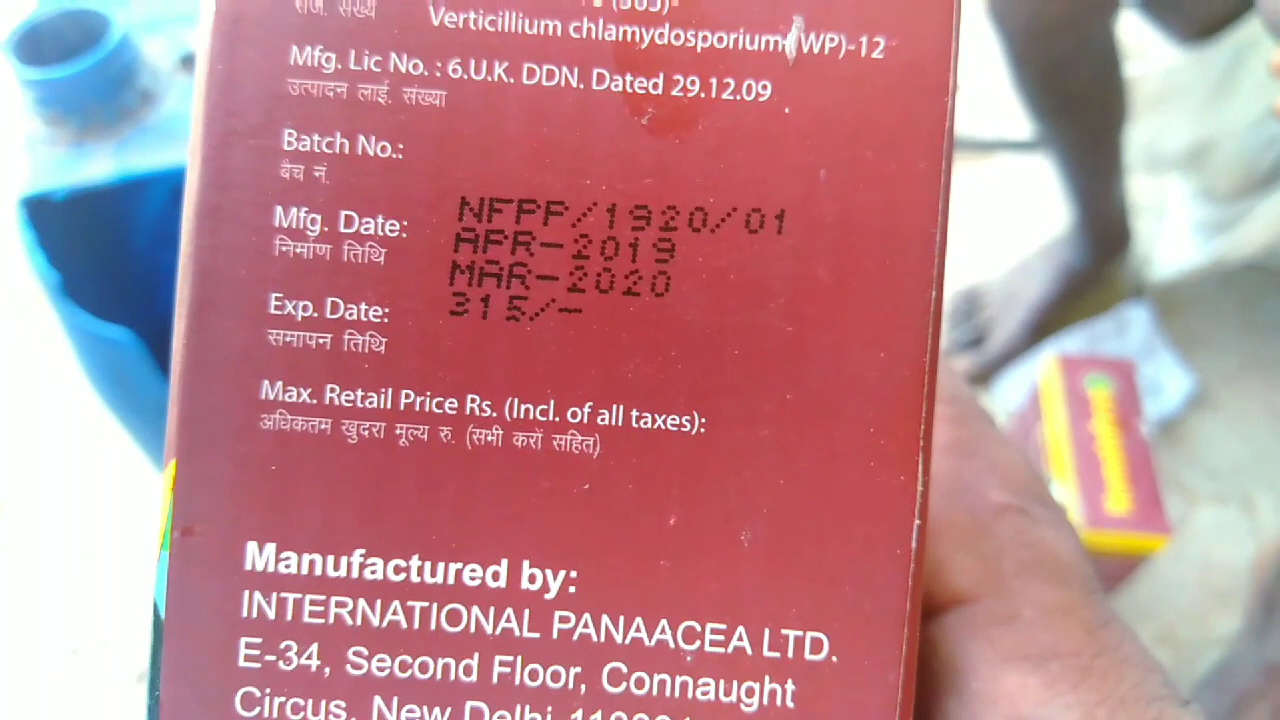 राज. संख्य
Verticillium chlamydosporium (WP)-12
Mfg. Lic No. : 6.U.K. DDN. Dated 29.12.09
उत्पादन लाई. संख्या
Batch No.:
बैच नं.
NFPF/1920/01
Mfg. Date:
APR-2019
निर्माण तिथि
MAR-2020
Exp. Date:
315/-
समापन तिथि
Max. Retail Price Rs. (Incl. of all taxes):
अधिकतम खुदरा मूल्य रु. (सभी करों सहित)
Manufactured by:
INTERNATIONAL PANAACEA LTD.
E-34, Second Floor, Connaught
Circus, New Delhi